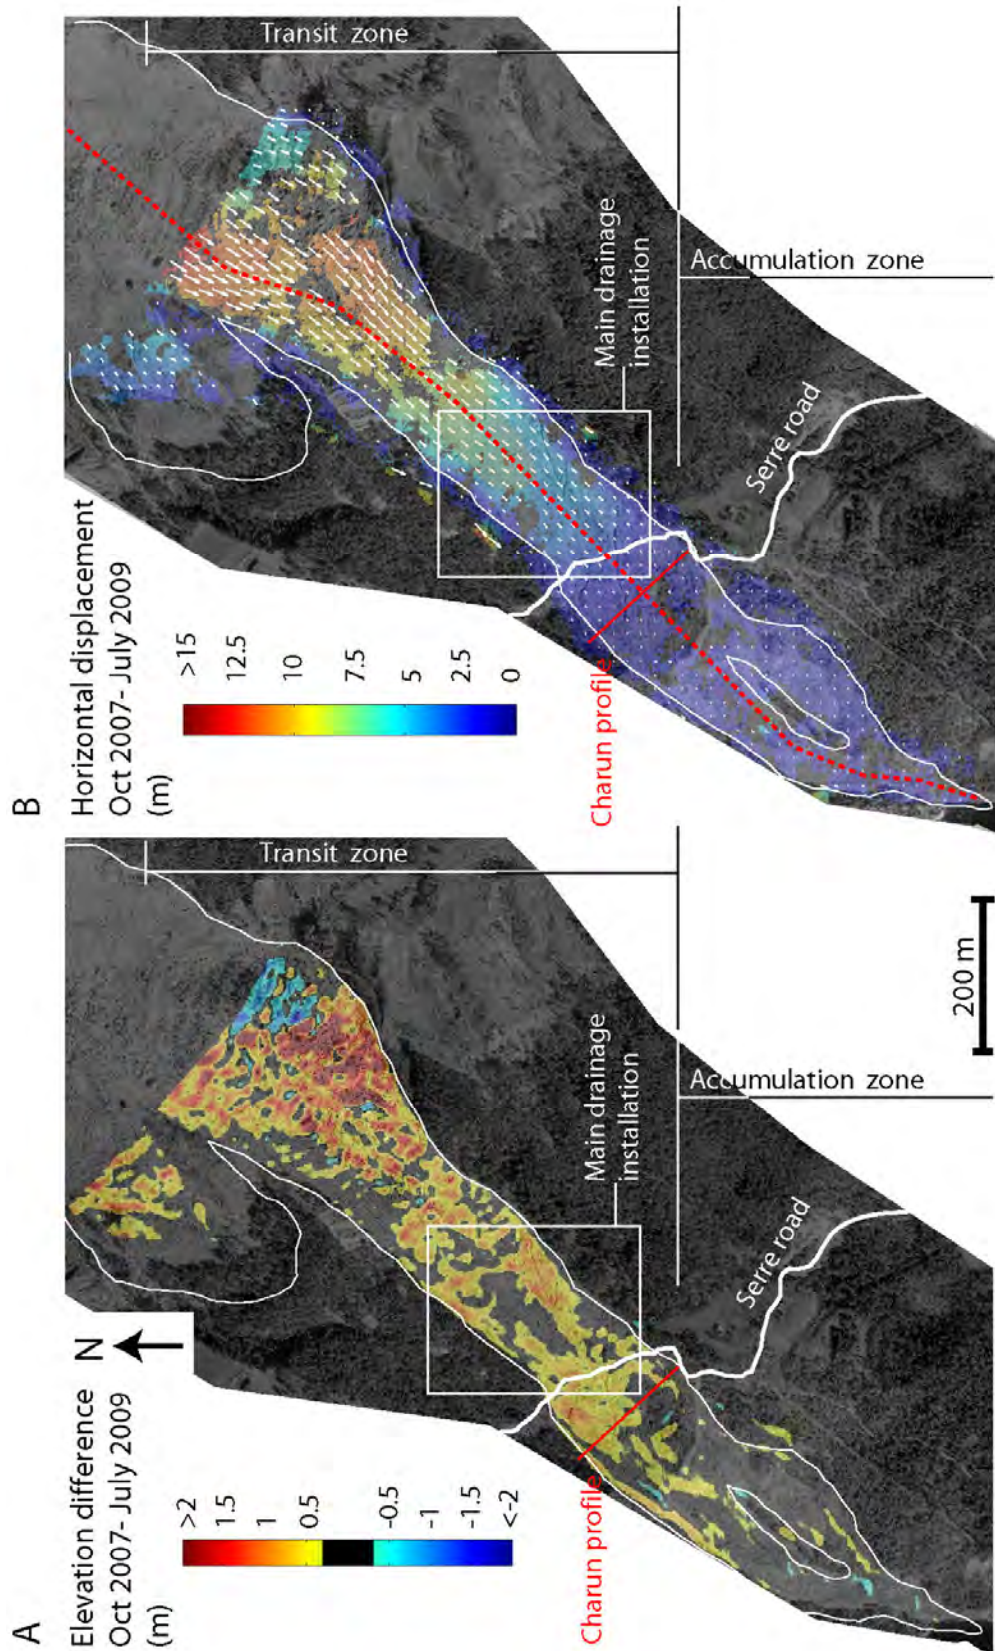 A
Elevation difference
Oct 2007- July 2009
(m)
N
>2
1.5
1
0.5
-0.5
-1
-1.5
<-2
Transit zone
Main drainage
installation
Accumulation zone
Serre road
Charun profile
200 m
B
Horizontal displacement
Oct 2007- July 2009
(m)
>15
12.5
10
7.5
5
2.5
0
Transit zone
Main drainage
installation
Accumulation zone
Serre road
Charun profile